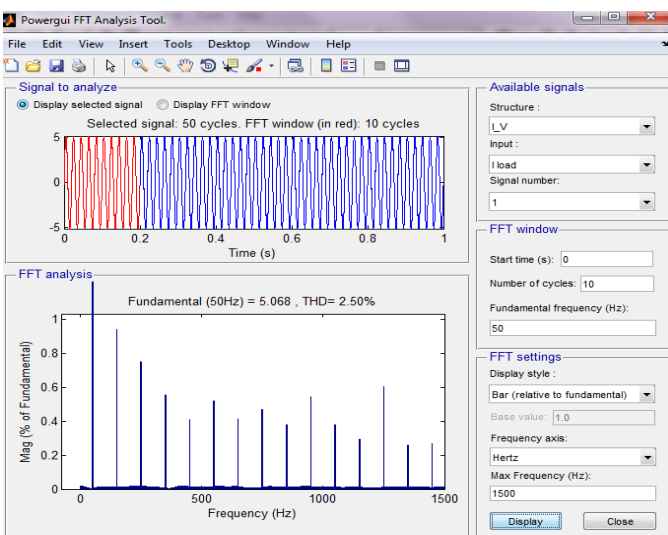 Powergui FFT Analysis Tool.
File Edit View Insert Tools Desktop Window Help
Signal to analyze
Display selected signal Display FFT window
Selected signal: 50 cycles. FFT window (in red): 10 cycles
5
0
-5
0 0.2 0.4 0.6 0.8 1
Time (s)
FFT analysis
Fundamental (50Hz) = 5.068 , THD= 2.50%
1
0.8
0.6
0.4
0.2
0
Mag (% of Fundamental)
0 500 1000 1500
Frequency (Hz)
Available signals
Structure :
I_V
Input :
I load
Signal number:
1
FFT window
Start time (s): 0
Number of cycles: 10
Fundamental frequency (Hz):
50
FFT settings
Display style :
Bar (relative to fundamental)
Base value: 1.0
Frequency axis:
Hertz
Max Frequency (Hz):
1500
Display Close